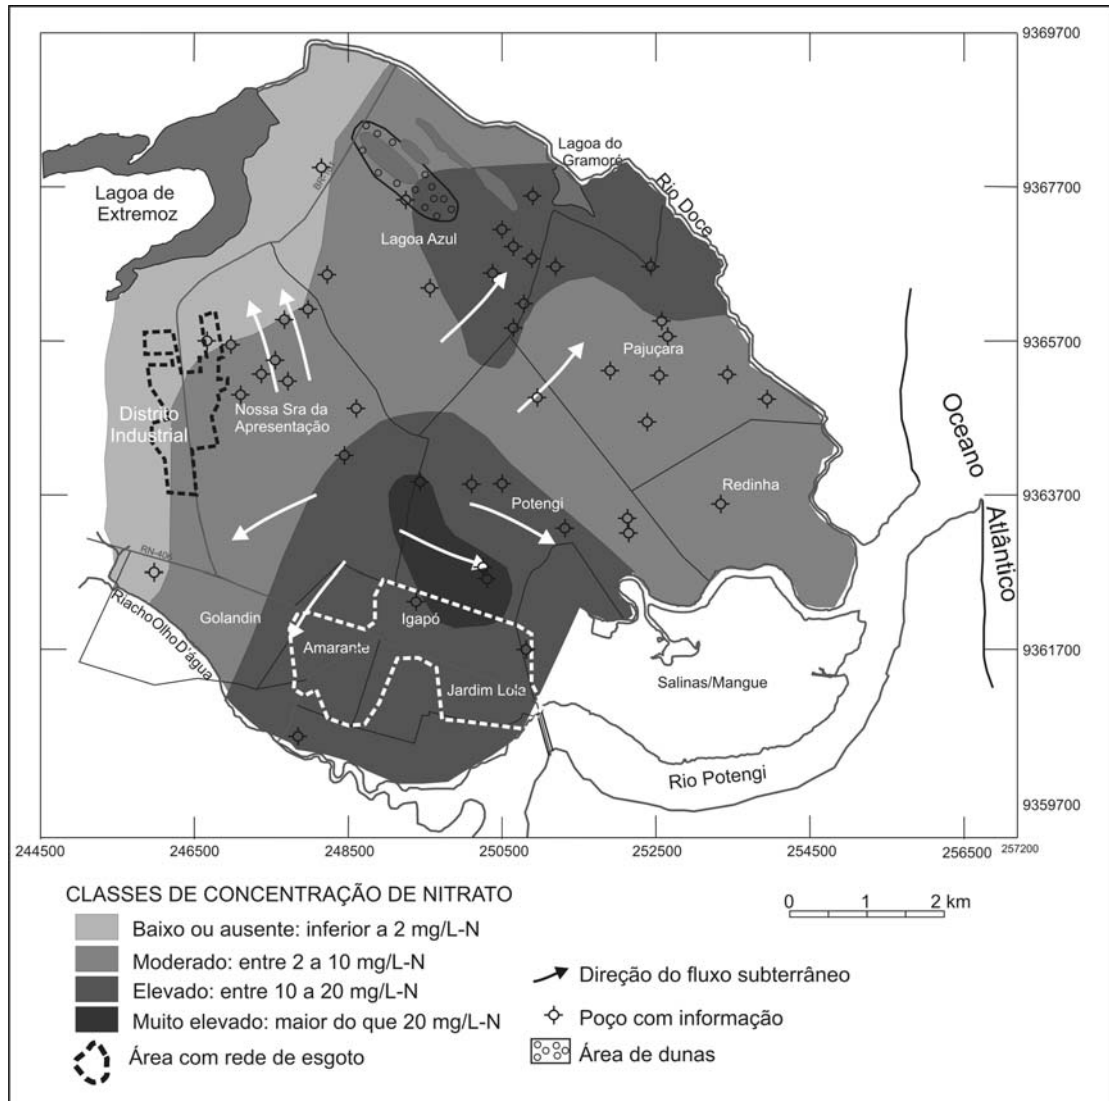 9369700
Lagoa do
Gramoré
Rio Doce
9367700
Lagoa de
Extremoz
Lagoa Azul
Pajuçara
9365700
Distrito
Industrial
Nossa Sra da
Apresentação
Oceano
Atlântico
Redinha
9363700
Potengi
RN-406
Riacho Olho D'água
Golandin
Igapó
Amarante
9361700
Salinas/Mangue
Jardim Lola
Rio Potengi
9359700
244500
246500
248500
250500
252500
254500
256500
257200
CLASSES DE CONCENTRAÇÃO DE NITRATO
Baixo ou ausente: inferior a 2 mg/L-N
Moderado: entre 2 a 10 mg/L-N
Elevado: entre 10 a 20 mg/L-N
Muito elevado: maior do que 20 mg/L-N
Área com rede de esgoto
0 1 2 km
Direção do fluxo subterrâneo
Poço com informação
Área de dunas